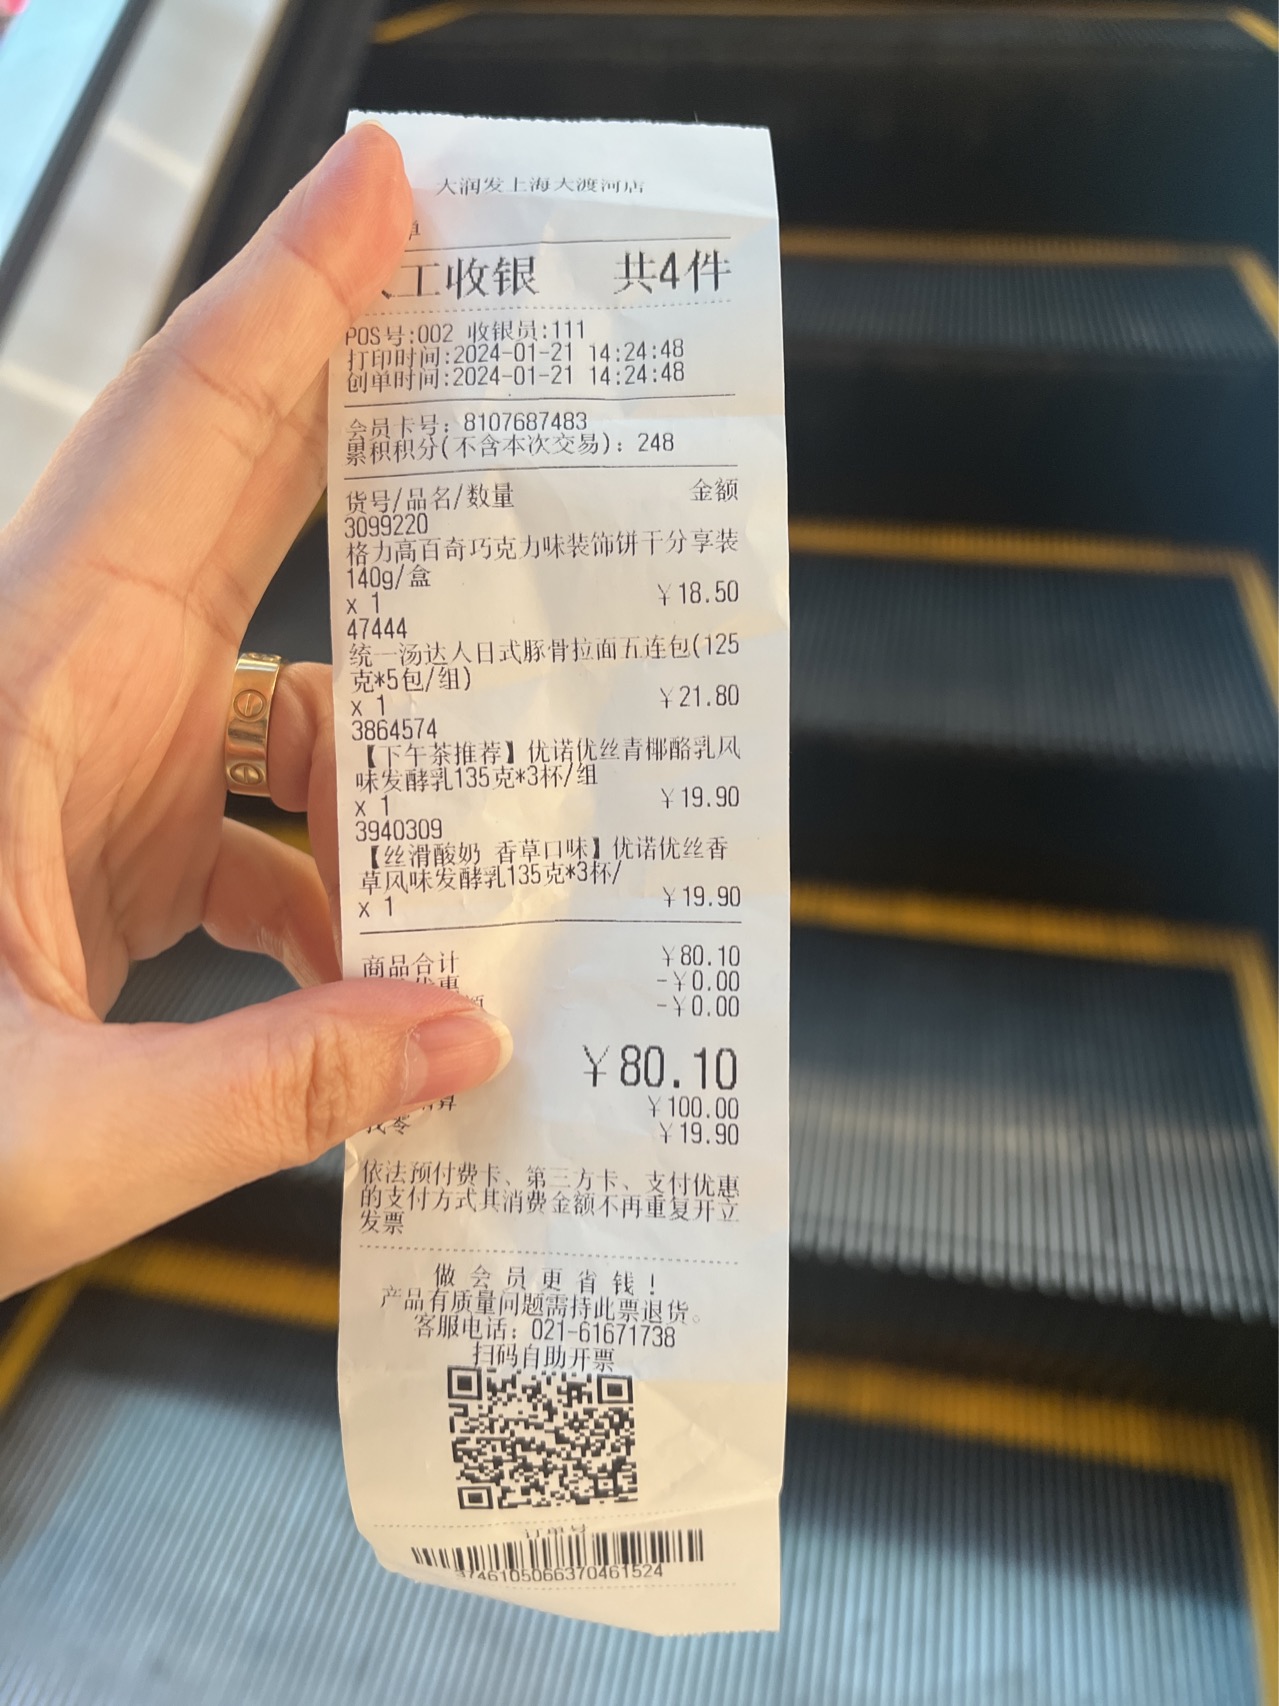 大润发上海大渡河店
单
工收银 共4件
POS号:002 收银员:111
打印时间:2024-01-21 14:24:48
创单时间:2024-01-21 14:24:48
会员卡号: 8107687483
累积积分(不含本次交易): 248
货号/品名/数量 金额
3099220
格力高百奇巧克力味装饰饼干分享装
140g/盒
x 1 ¥18.50
47444
统一汤达人日式豚骨拉面五连包(125
克*5包/组)
x 1 ¥21.80
3864574
【下午茶推荐】优诺优丝青椰酪乳风
味发酵乳135克*3杯/组
x 1 ¥19.90
3940309
【丝滑酸奶 香草口味】优诺优丝香
草风味发酵乳135克*3杯/
x 1 ¥19.90
商品合计 ¥80.10
优惠 -¥0.00
额 -¥0.00
¥80.10
算 ¥100.00
找零 ¥19.90
依法预付费卡、第三方卡、支付优惠
的支付方式其消费金额不再重复开立
发票
做会员更省钱!
产品有质量问题需持此票退货。
客服电话: 021-61671738
扫码自助开票
订单号
3746105066370461524